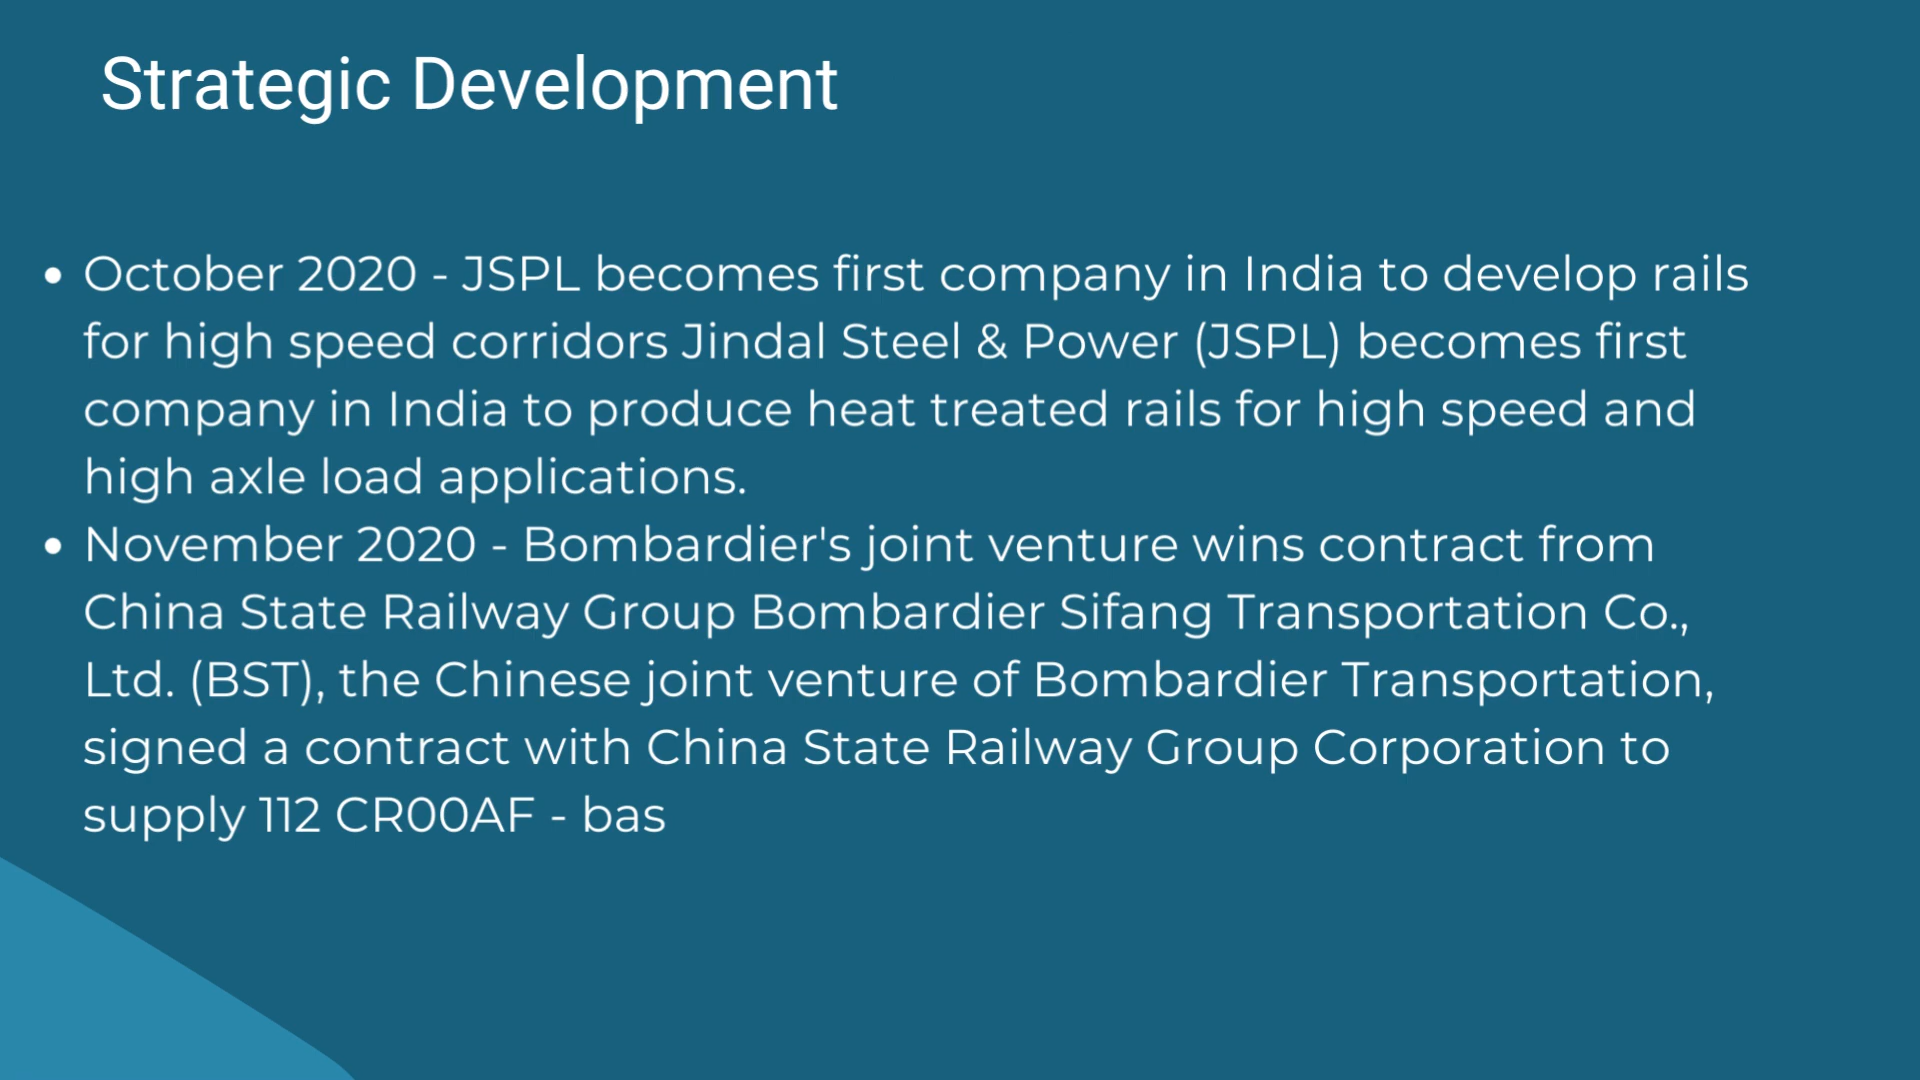 Strategic Development
• October 2020 - JSPL becomes first company in India to develop rails
for high speed corridors Jindal Steel & Power (JSPL) becomes first
company in India to produce heat treated rails for high speed and
high axle load applications.
• November 2020 - Bombardier's joint venture wins contract from
China State Railway Group Bombardier Sifang Transportation Co.,
Ltd. (BST), the Chinese joint venture of Bombardier Transportation,
signed a contract with China State Railway Group Corporation to
supply 112 CR00AF - bas